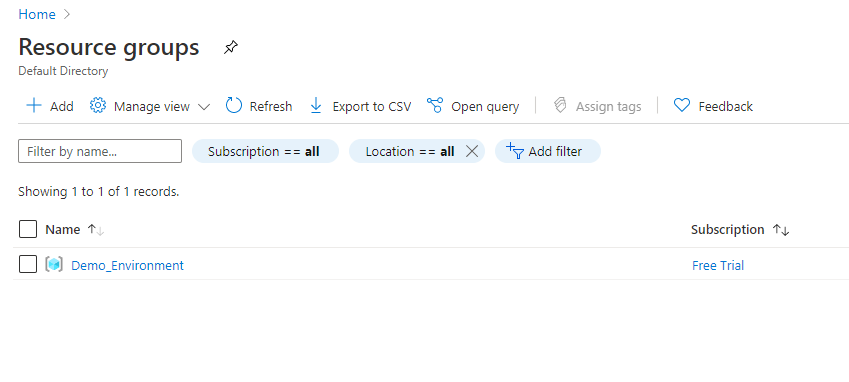 Home >
Resource groups
Default Directory
Add Manage view Refresh Export to CSV Open query Assign tags Feedback
Filter by name... Subscription == all Location == all Add filter
Showing 1 to 1 of 1 records.
Name Subscription
Demo_Environment Free Trial